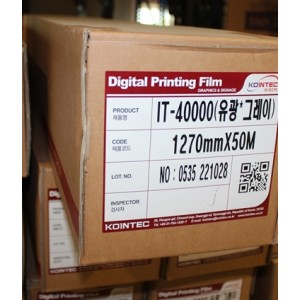 KOINTEC
Digital Printing Film
GRAPHICS & SIGNAGE
PRODUCT
제품명
IT-40000(유광*그레이)
CODE
제품코드
1270mmX50M
LOT. NO.
NO : 0535 221028
INSPECTOR
검사자
KOINTEC